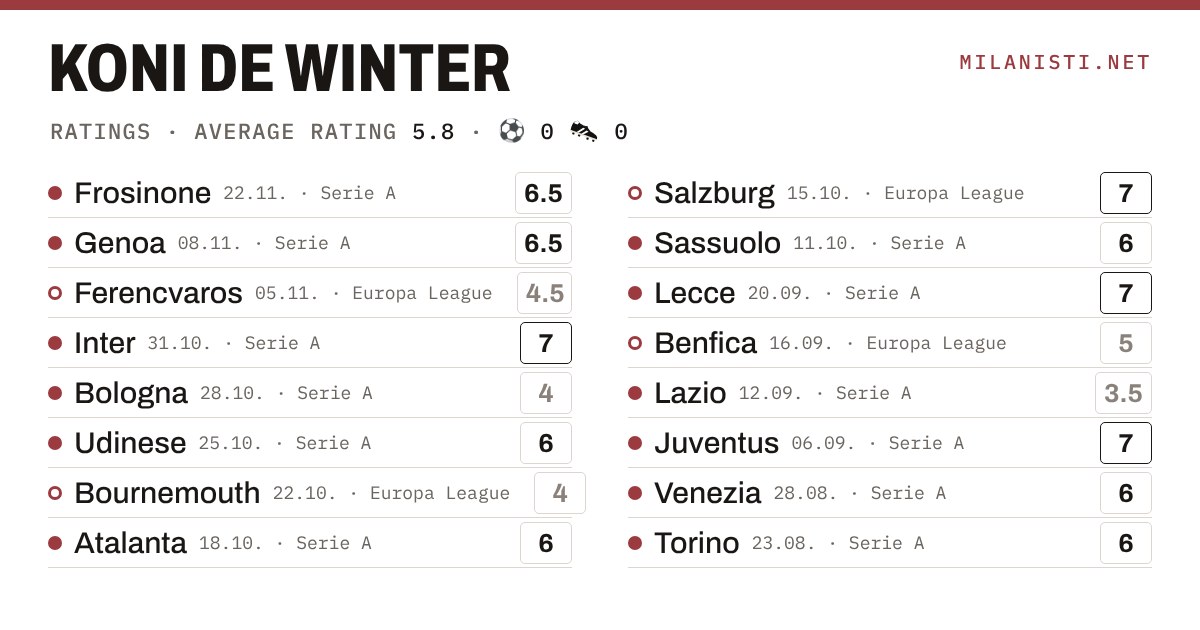 KONI DE WINTER
MILANISTI.NET
RATINGS · AVERAGE RATING 5.8 · ⚽ 0 👟 0
Frosinone 22.11. · Serie A 6.5
Genoa 08.11. · Serie A 6.5
Ferencvaros 05.11. · Europa League 4.5
Inter 31.10. · Serie A 7
Bologna 28.10. · Serie A 4
Udinese 25.10. · Serie A 6
Bournemouth 22.10. · Europa League 4
Atalanta 18.10. · Serie A 6
Salzburg 15.10. · Europa League 7
Sassuolo 11.10. · Serie A 6
Lecce 20.09. · Serie A 7
Benfica 16.09. · Europa League 5
Lazio 12.09. · Serie A 3.5
Juventus 06.09. · Serie A 7
Venezia 28.08. · Serie A 6
Torino 23.08. · Serie A 6